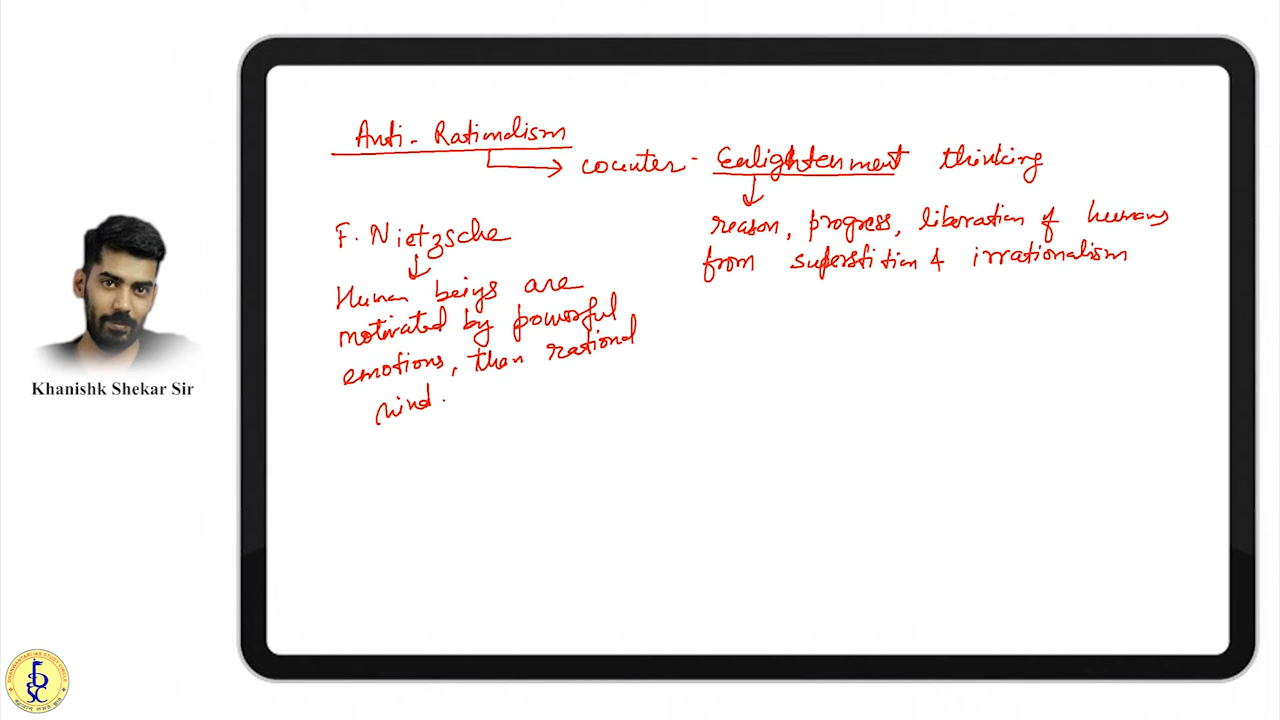 Anti-Rationalism
counter-Enlightenment thinking
reason, progress, liberation of humans
from superstition & irrationalism
F. Nietzsche
Human beings are
motivated by powerful
emotions, than rational
mind.
Khanishk Shekar Sir
DSC